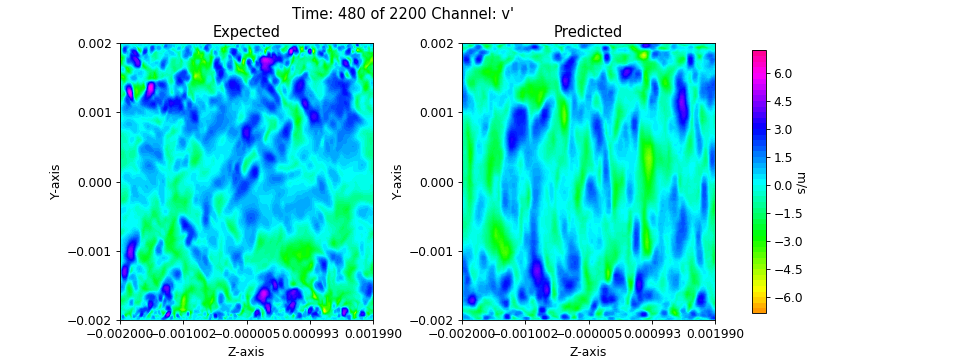 Time: 480 of 2200 Channel: v'
Expected
Predicted
0.002
0.001
0.000
−0.001
−0.002
Y-axis
−0.002000 −0.001002 −0.000005 0.000993 0.001990
Z-axis
0.002
0.001
0.000
−0.001
−0.002
Y-axis
−0.002000 −0.001002 −0.000005 0.000993 0.001990
Z-axis
6.0
4.5
3.0
1.5
0.0
−1.5
−3.0
−4.5
−6.0
m/s